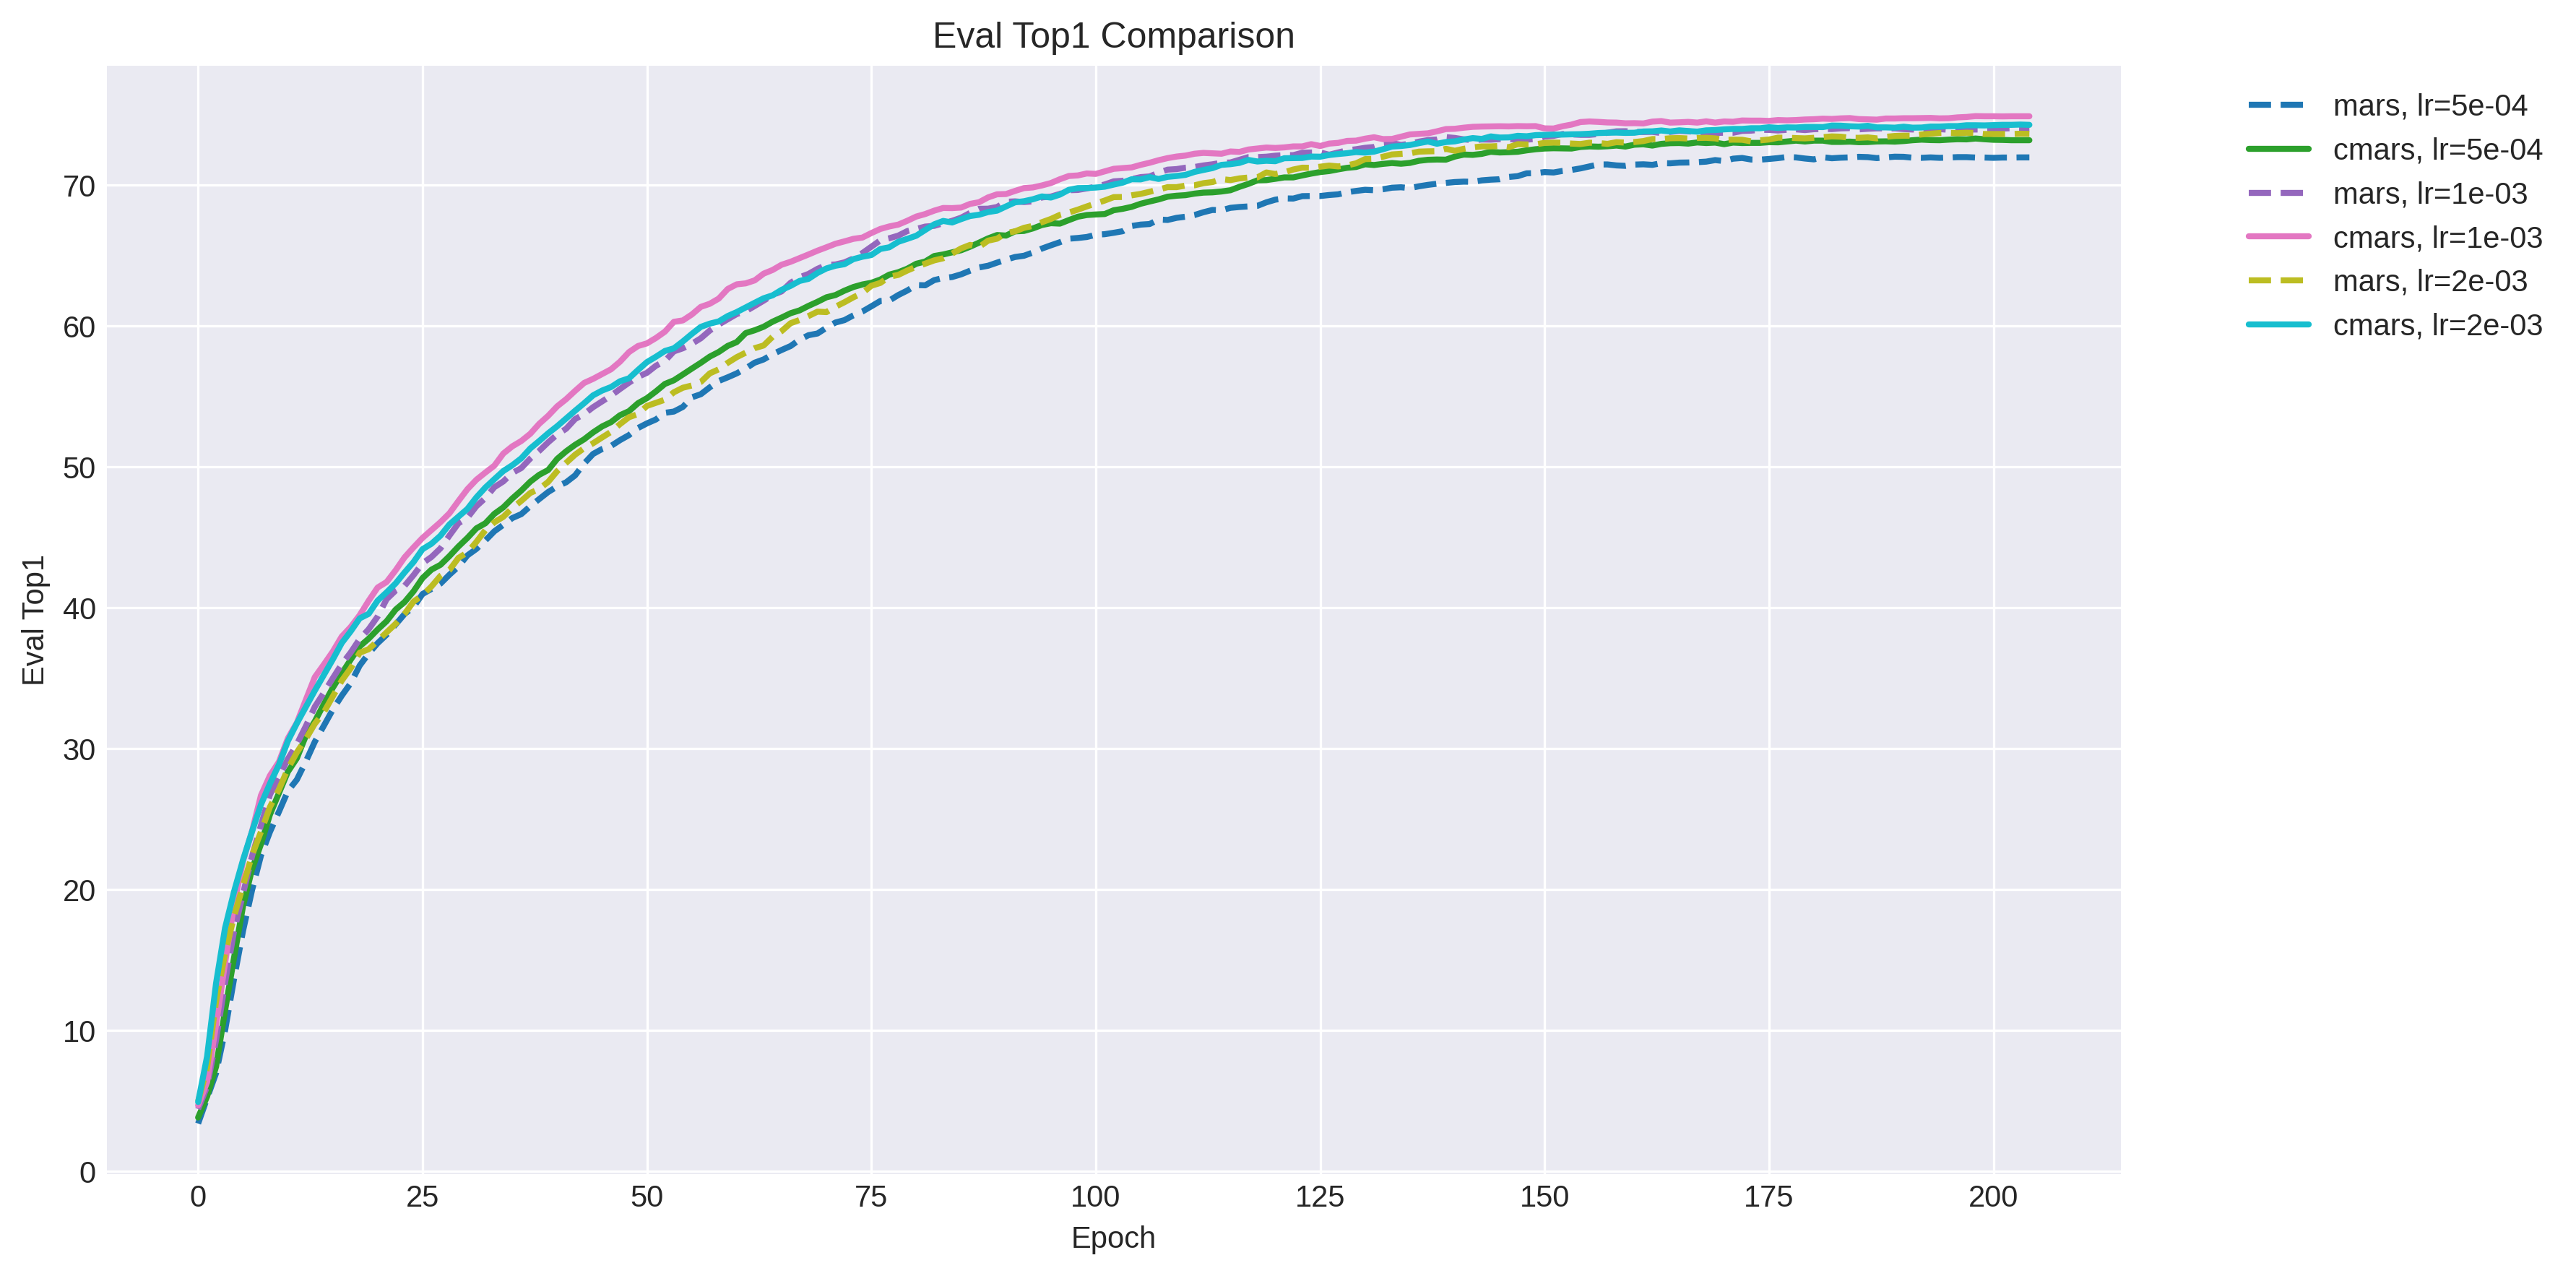 Eval Top1 Comparison
mars, lr=5e-04
cmars, lr=5e-04
mars, lr=1e-03
cmars, lr=1e-03
mars, lr=2e-03
cmars, lr=2e-03
Eval Top1
70
60
50
40
30
20
10
0
0 25 50 75 100 125 150 175 200
Epoch